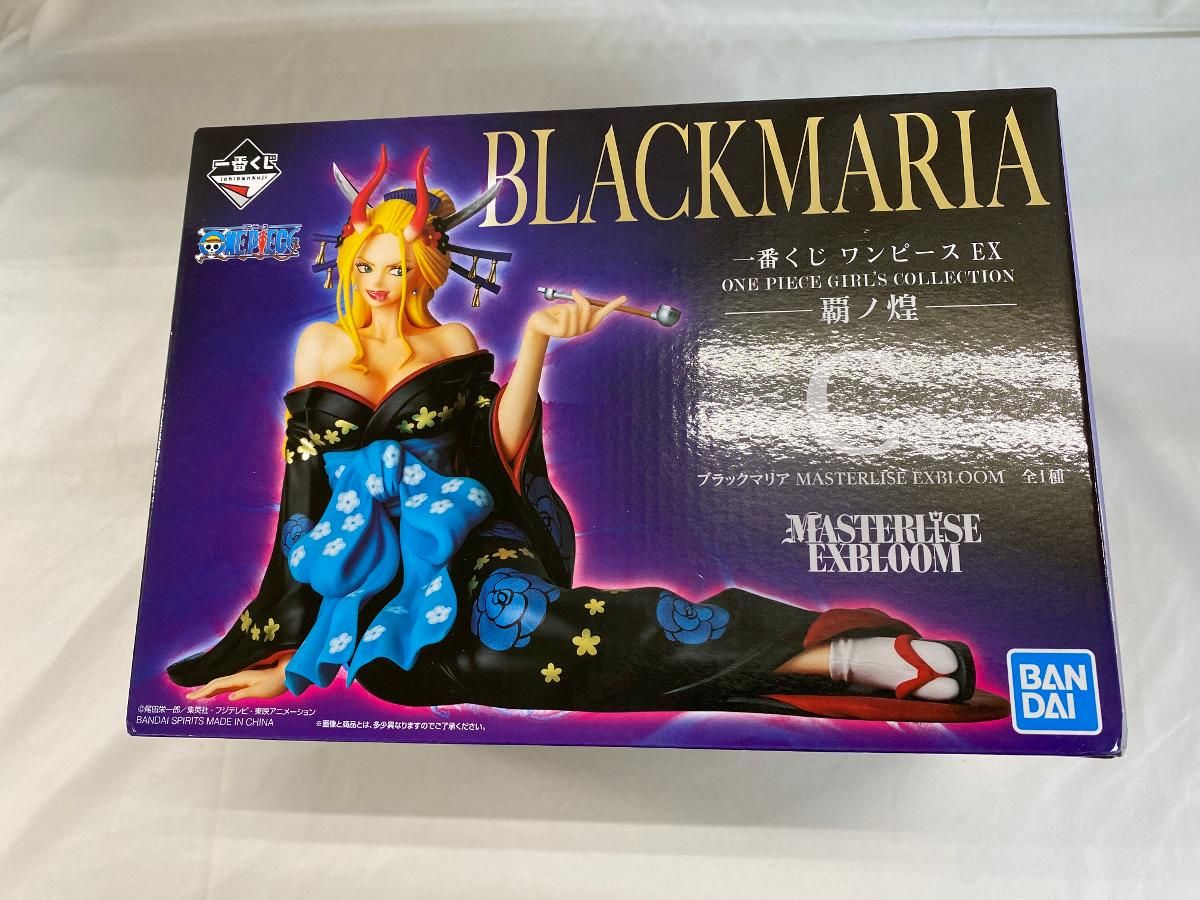 一番くじ
ichibankuji
ONE PIECE
BLACKMARIA
一番くじ ワンピース EX
ONE PIECE GIRL'S COLLECTION
覇ノ煌
C
ブラックマリア MASTERLISE EXBLOOM 全1種
MASTERLISE
EXBLOOM
©尾田栄一郎／集英社・フジテレビ・東映アニメーション
BANDAI SPIRITS MADE IN CHINA
※画像と商品とは、多少異なりますのでご了承ください。
BAN
DAI